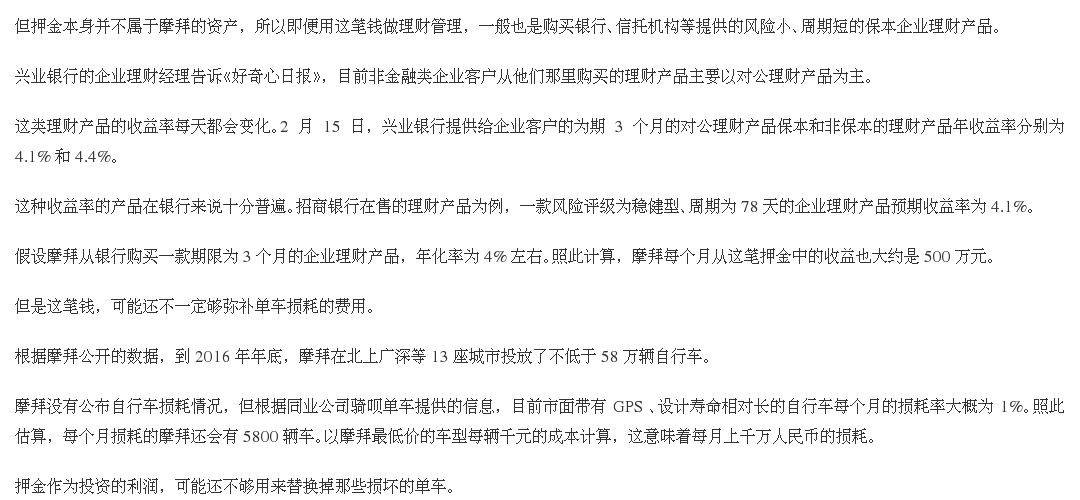 但押金本身并不属于摩拜的资产，所以即便用这笔钱做理财管理，一般也是购买银行、信托机构等提供的风险小、周期短的保本企业理财产品。
兴业银行的企业理财经理告诉《好奇心日报》，目前非金融类企业客户从他们那里购买的理财产品主要以对公理财产品为主。
这类理财产品的收益率每天都会变化。2 月 15 日，兴业银行提供给企业客户的为期 3 个月的对公理财产品保本和非保本的理财产品年收益率分别为
4.1% 和 4.4%。
这种收益率的产品在银行来说十分普遍。招商银行在售的理财产品为例，一款风险评级为稳健型、周期为 78 天的企业理财产品预期收益率为 4.1%。
假设摩拜从银行购买一款期限为 3 个月的企业理财产品，年化率为 4% 左右。照此计算，摩拜每个月从这笔押金中的收益也大约是 500 万元。
但是这笔钱，可能还不一定够弥补单车损耗的费用。
根据摩拜公开的数据，到 2016 年年底，摩拜在北上广深等 13 座城市投放了不低于 58 万辆自行车。
摩拜没有公布自行车损耗情况，但根据同业公司骑呗单车提供的信息，目前市面带有 GPS 、设计寿命相对长的自行车每个月的损耗率大概为 1%。照此
估算，每个月损耗的摩拜还会有 5800 辆车。以摩拜最低价的车型每辆千元的成本计算，这意味着每月上千万人民币的损耗。
押金作为投资的利润，可能还不够用来替换掉那些损坏的单车。